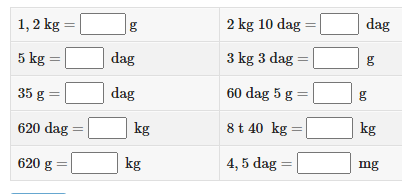 1, 2 kg = g 2 kg 10 dag = dag
5 kg = dag 3 kg 3 dag = g
35 g = dag 60 dag 5 g = g
620 dag = kg 8 t 40 kg = kg
620 g = kg 4, 5 dag = mg